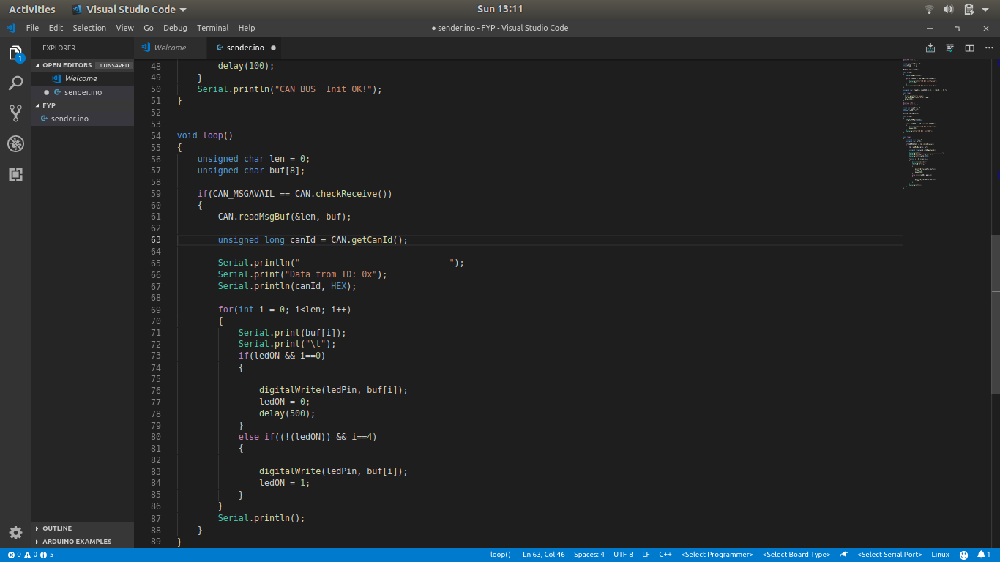 Activities Visual Studio Code Sun 13:11
File Edit Selection View Go Debug Terminal Help ● sender.ino - FYP - Visual Studio Code
EXPLORER Welcome sender.ino
OPEN EDITORS 1 UNSAVED
Welcome
sender.ino
FYP
sender.ino
48 delay(100);
49 }
50 Serial.println("CAN BUS  Init OK!");
51 }
52
53
54 void loop()
55 {
56 unsigned char len = 0;
57 unsigned char buf[8];
58
59 if(CAN_MSGAVAIL == CAN.checkReceive())
60 {
61 CAN.readMsgBuf(&len, buf);
62
63 unsigned long canId = CAN.getCanId();
64
65 Serial.println("-----------------------------");
66 Serial.print("Data from ID: 0x");
67 Serial.println(canId, HEX);
68
69 for(int i = 0; i<len; i++)
70 {
71 Serial.print(buf[i]);
72 Serial.print("\t");
73 if(ledON && i==0)
74 {
75
76 digitalWrite(ledPin, buf[i]);
77 ledON = 0;
78 delay(500);
79 }
80 else if((!(ledON)) && i==4)
81 {
82
83 digitalWrite(ledPin, buf[i]);
84 ledON = 1;
85 }
86 }
87 Serial.println();
88 }
89 }
OUTLINE
ARDUINO EXAMPLES
0 0 5 loop() Ln 63, Col 46 Spaces: 4 UTF-8 LF C++ <Select Programmer> <Select Board Type> <Select Serial Port> Linux 1